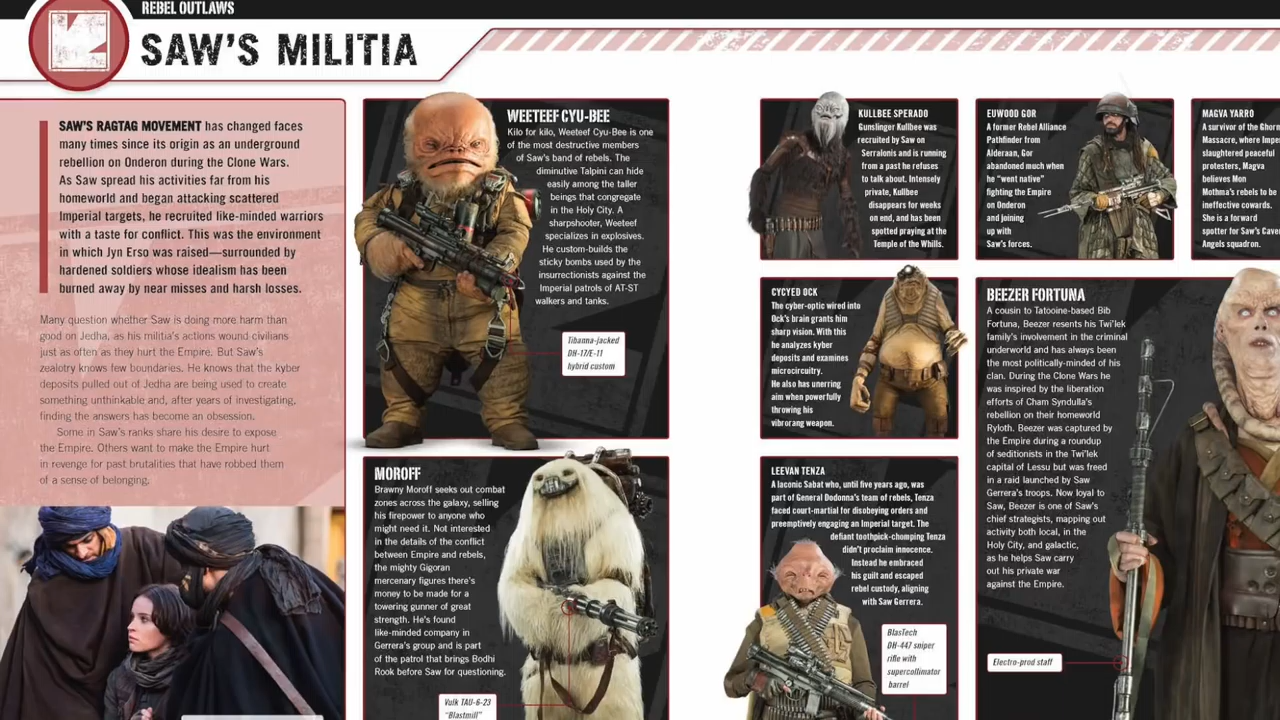 REBEL OUTLAWS
SAW'S MILITIA
SAW'S RAGTAG MOVEMENT has changed faces
many times since its origin as an underground
rebellion on Onderon during the Clone Wars.
As Saw spread his activities far from his
homeworld and began attacking scattered
Imperial targets, he recruited like-minded warriors
with a taste for conflict. This was the environment
in which Jyn Erso was raised—surrounded by
hardened soldiers whose idealism has been
burned away by near misses and harsh losses.
Many question whether Saw is doing more harm than
good on Jedha, as his militia's actions wound civilians
just as often as they hurt the Empire. But Saw's
zealotry knows few boundaries. He knows that the kyber
deposits pulled out of Jedha are being used to create
something unthinkable and, after years of investigating,
finding the answers has become an obsession.
Some in Saw's ranks share his desire to expose
the Empire. Others want to make the Empire hurt
in revenge for past brutalities that have robbed them
of a sense of belonging.
WEETEEF CYU-BEE
Kilo for kilo, Weeteef Cyu-Bee is one
of the most destructive members
of Saw's band of rebels. The
diminutive Talpini can hide
easily among the taller
beings that congregate
in the Holy City. A
sharpshooter, Weeteef
specializes in explosives.
He custom-builds the
sticky bombs used by the
insurrectionists against the
Imperial patrols of AT-ST
walkers and tanks.
Tibanna-jacked
DH-17/E-11
hybrid custom
MOROFF
Brawny Moroff seeks out combat
zones across the galaxy, selling
his firepower to anyone who
might need it. Not interested
in the details of the conflict
between Empire and rebels,
the mighty Gigoran
mercenary figures there's
money to be made for a
towering gunner of great
strength. He's found
like-minded company in
Gerrera's group and is part
of the patrol that brings Bodhi
Rook before Saw for questioning.
Vulk TAU-6-23
"Blastmill"
KULLBEE SPERADO
Gunslinger Kullbee was
recruited by Saw on
Serralonis and is running
from a past he refuses
to talk about. Intensely
private, Kullbee
disappears for weeks
on end, and has been
spotted praying at the
Temple of the Whills.
EUWOOD GOR
A former Rebel Alliance
Pathfinder from
Alderaan, Gor
abandoned much when
he "went native"
fighting the Empire
on Onderon
and joining
up with
Saw's forces.
MAGVA YARRO
A survivor of the Ghorm
Massacre, where Impe
slaughtered peaceful
protesters, Magva
believes Mon
Mothma's rebels to be
ineffective cowards.
She is a forward
spotter for Saw's Cave
Angels squadron.
CYCYED OCK
The cyber-optic wired into
Ock's brain grants him
sharp vision. With this
he analyzes kyber
deposits and examines
microcircuitry.
He also has unerring
aim when powerfully
throwing his
vibrorang weapon.
LEEVAN TENZA
A laconic Sabat who, until five years ago, was
part of General Dodonna's team of rebels, Tenza
faced court-martial for disobeying orders and
preemptively engaging an Imperial target. The
defiant toothpick-chomping Tenza
didn't proclaim innocence.
Instead he embraced
his guilt and escaped
rebel custody, aligning
with Saw Gerrera.
BlasTech
DH-447 sniper
rifle with
supercollimator
barrel
BEEZER FORTUNA
A cousin to Tatooine-based Bib
Fortuna, Beezer resents his Twi'lek
family's involvement in the criminal
underworld and has always been
the most politically-minded of his
clan. During the Clone Wars he
was inspired by the liberation
efforts of Cham Syndulla's
rebellion on their homeworld
Ryloth. Beezer was captured by
the Empire during a roundup
of seditionists in the Twi'lek
capital of Lessu but was freed
in a raid launched by Saw
Gerrera's troops. Now loyal to
Saw, Beezer is one of Saw's
chief strategists, mapping out
activity both local, in the
Holy City, and galactic,
as he helps Saw carry
out his private war
against the Empire.
Electro-prod staff